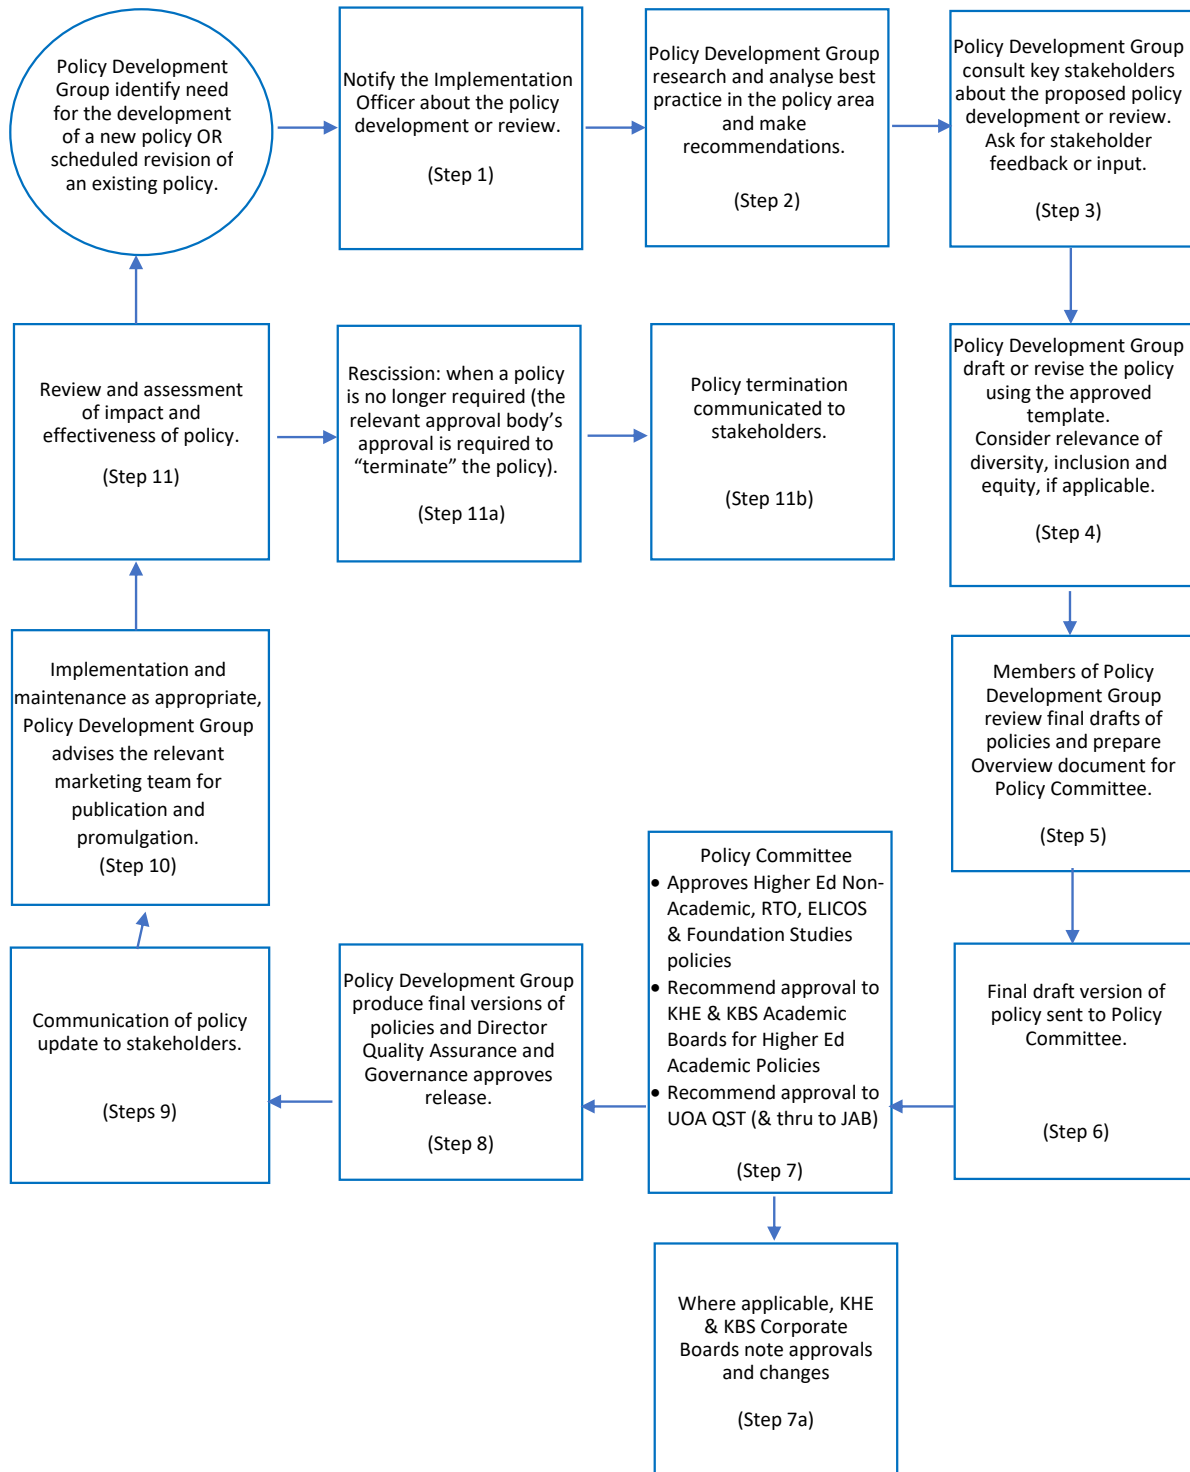 Policy Development
Group identify need
for the development
of a new policy OR
scheduled revision of
an existing policy.
Notify the Implementation
Officer about the policy
development or review.
(Step 1)
Policy Development Group
research and analyse best
practice in the policy area
and make
recommendations.
(Step 2)
Policy Development Group
consult key stakeholders
about the proposed policy
development or review.
Ask for stakeholder
feedback or input.
(Step 3)
Policy Development Group
draft or revise the policy
using the approved
template.
Consider relevance of
diversity, inclusion and
equity, if applicable.
(Step 4)
Members of Policy
Development Group
review final drafts of
policies and prepare
Overview document for
Policy Committee.
(Step 5)
Final draft version of
policy sent to Policy
Committee.
(Step 6)
Policy Committee
• Approves Higher Ed Non-
Academic, RTO, ELICOS
& Foundation Studies
policies
• Recommend approval to
KHE & KBS Academic
Boards for Higher Ed
Academic Policies
• Recommend approval to
UOA QST (& thru to JAB)
(Step 7)
Where applicable, KHE
& KBS Corporate
Boards note approvals
and changes
(Step 7a)
Policy Development Group
produce final versions of
policies and Director
Quality Assurance and
Governance approves
release.
(Step 8)
Communication of policy
update to stakeholders.
(Steps 9)
Implementation and
maintenance as appropriate,
Policy Development Group
advises the relevant
marketing team for
publication and
promulgation.
(Step 10)
Review and assessment
of impact and
effectiveness of policy.
(Step 11)
Rescission: when a policy
is no longer required (the
relevant approval body’s
approval is required to
“terminate” the policy).
(Step 11a)
Policy termination
communicated to
stakeholders.
(Step 11b)